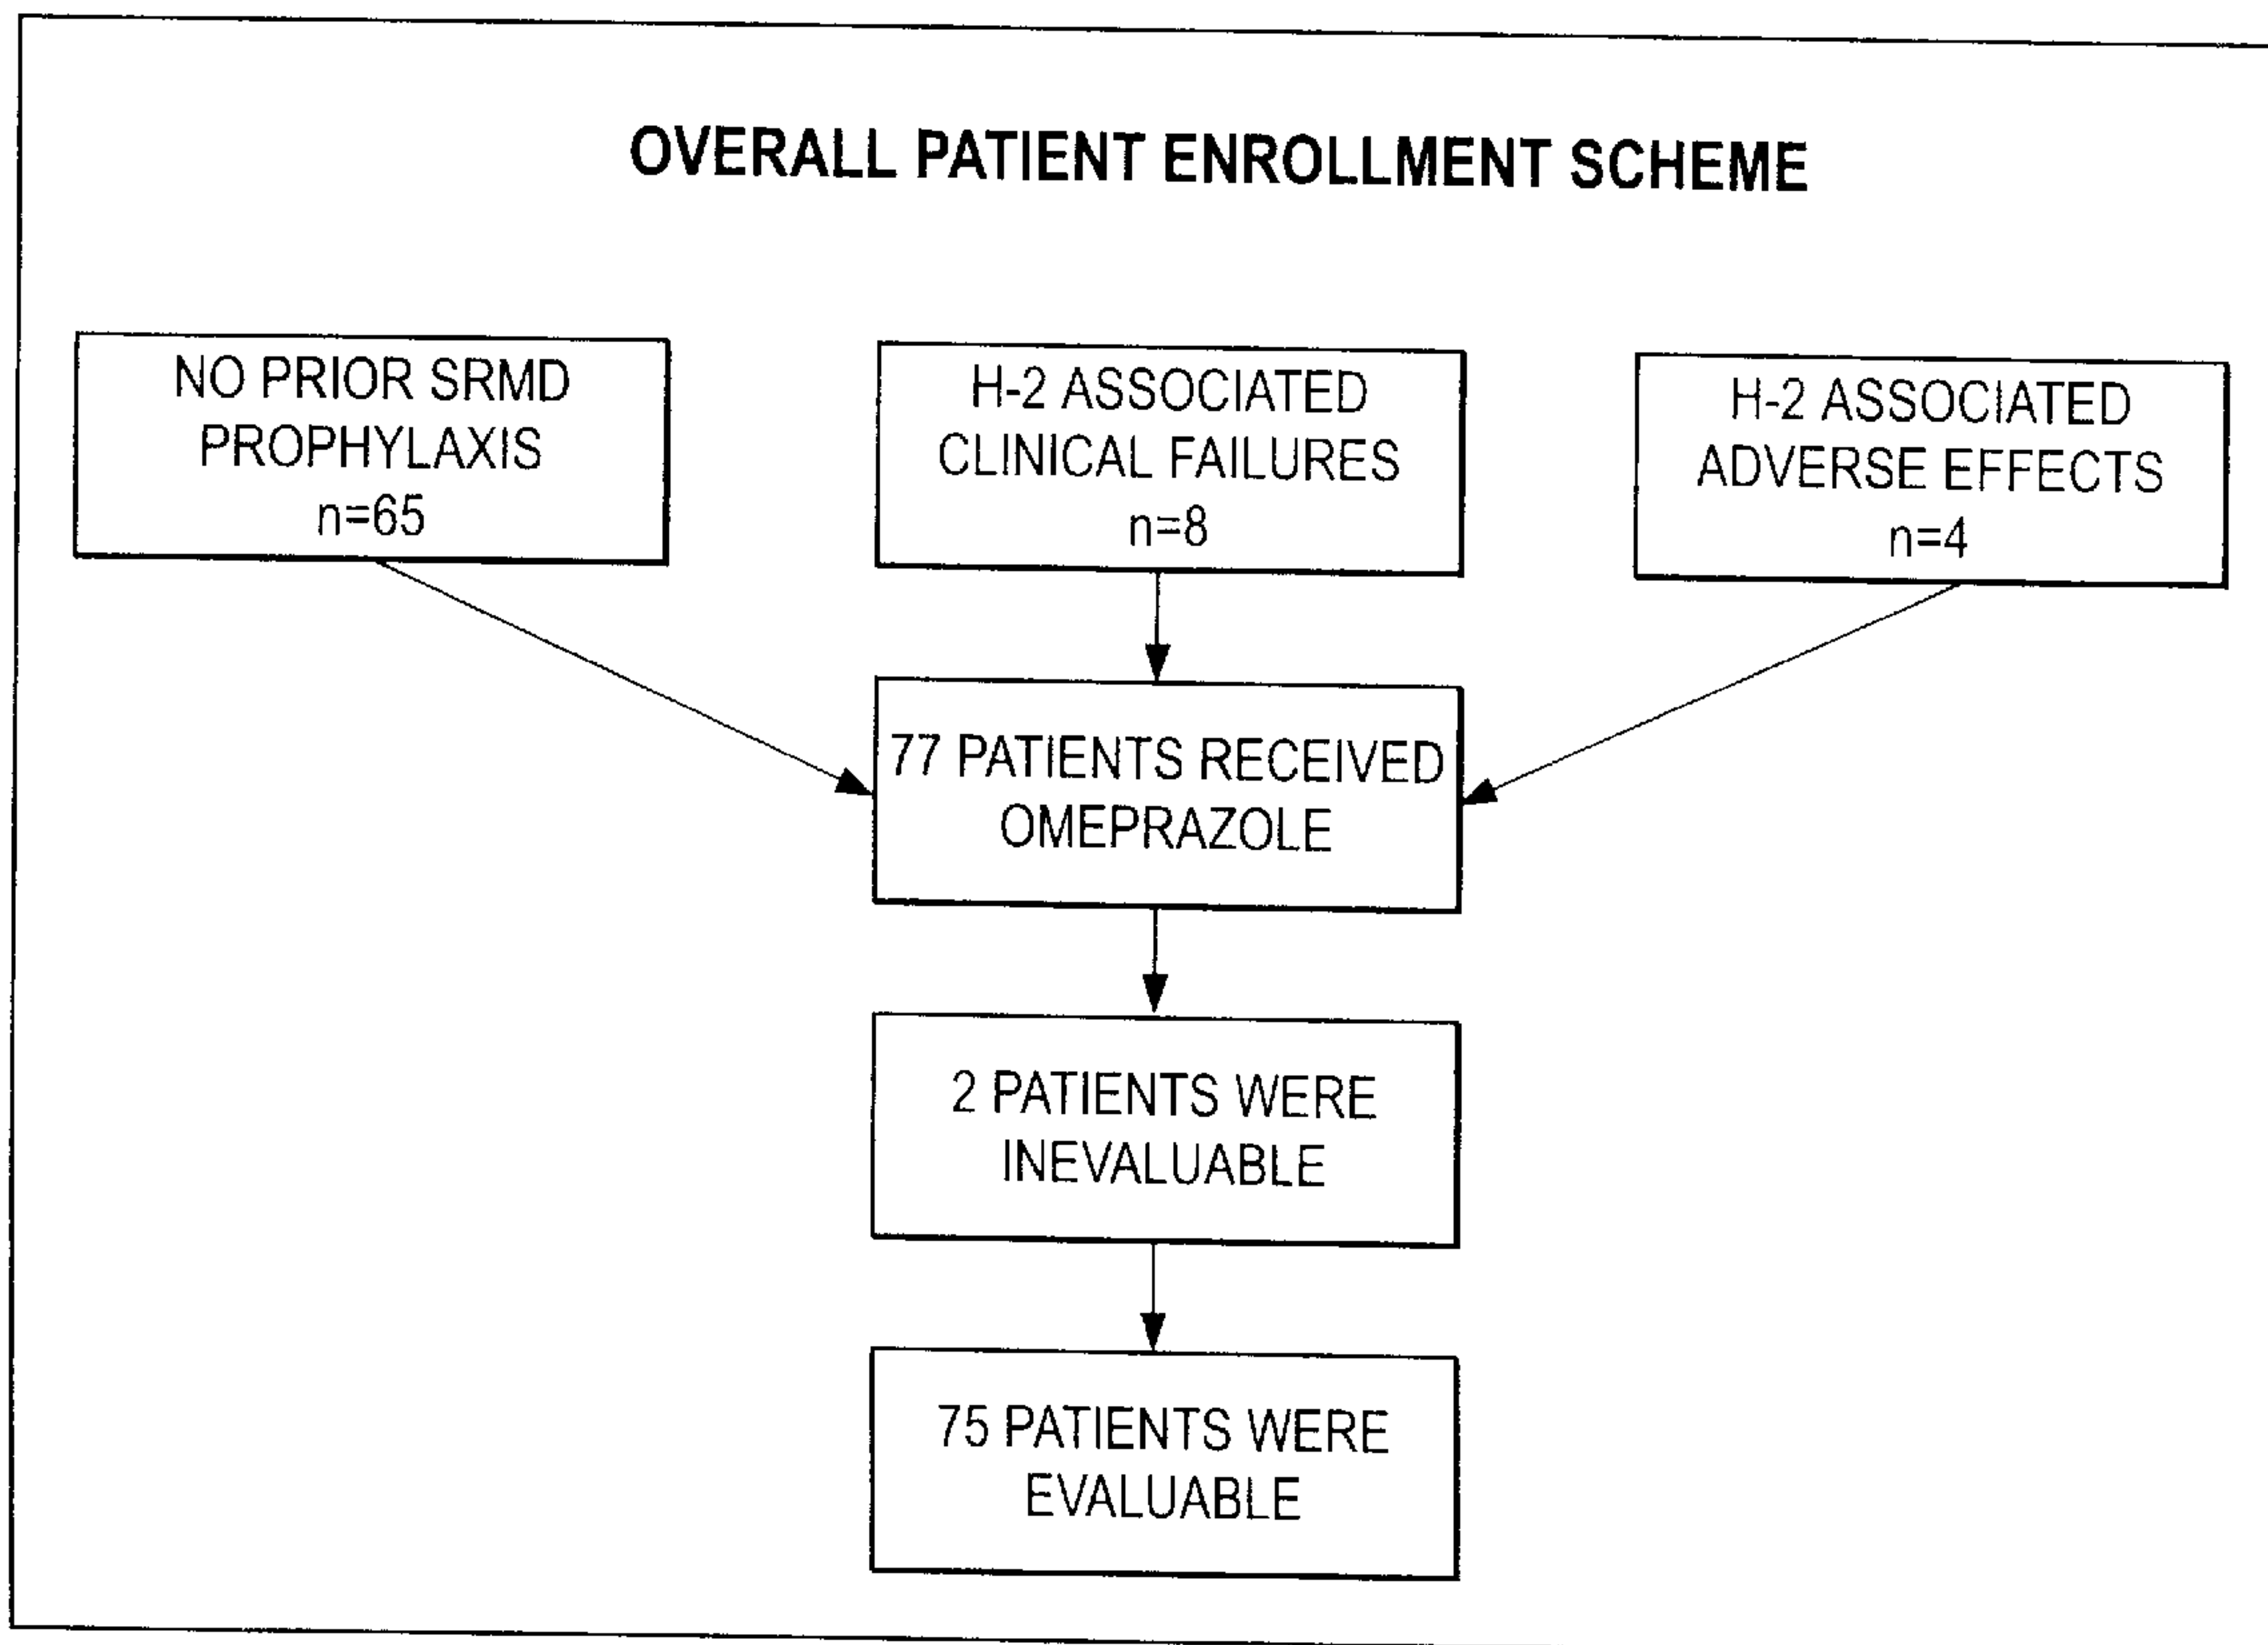 OVERALL PATIENT ENROLLMENT SCHEME
NO PRIOR SRMD
PROPHYLAXIS
n=65
H-2 ASSOCIATED
CLINICAL FAILURES
n=8
H-2 ASSOCIATED
ADVERSE EFFECTS
n=4
77 PATIENTS RECEIVED
OMEPRAZOLE
2 PATIENTS WERE
INEVALUABLE
75 PATIENTS WERE
EVALUABLE